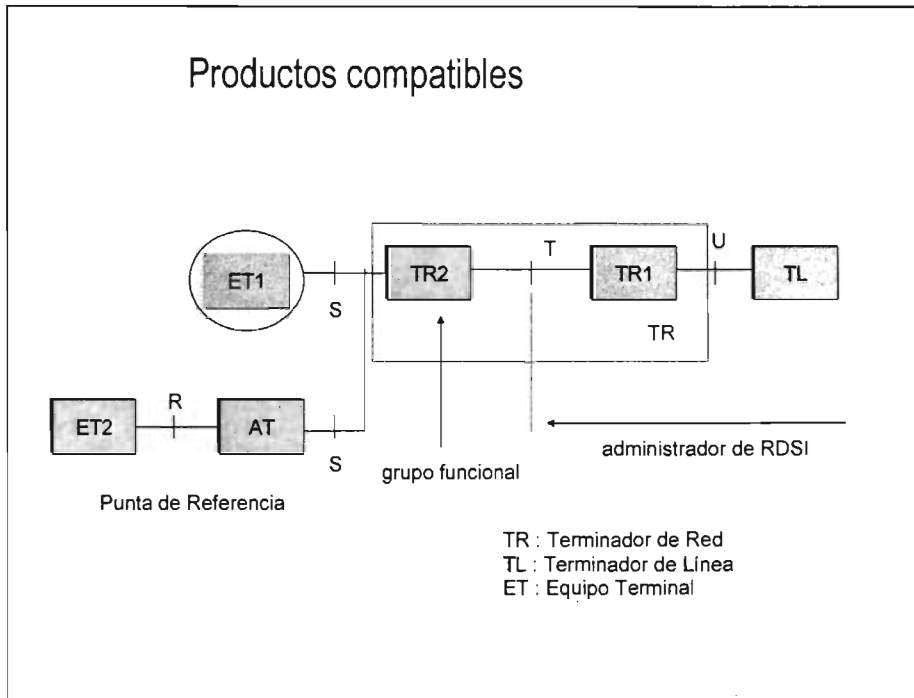 Productos compatibles
ET1
S
TR2
T
TR1
U
TL
TR
ET2
R
AT
S
grupo funcional
administrador de RDSI
Punta de Referencia
TR : Terminador de Red
TL : Terminador de Línea
ET : Equipo Terminal